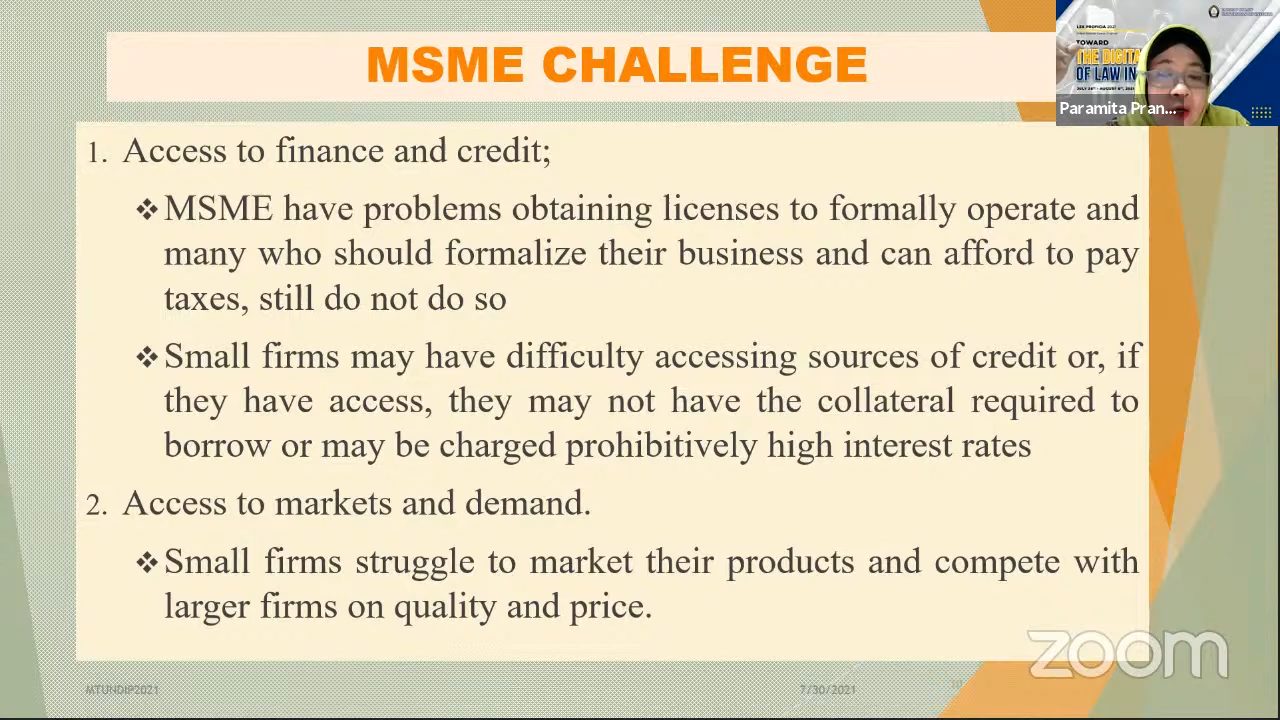 MSME CHALLENGE
LEX PROFICIA 2021
TOWARD
THE DIGITA
OF LAW IN
Paramita Pran...
1. Access to finance and credit;
❖ MSME have problems obtaining licenses to formally operate and
many who should formalize their business and can afford to pay
taxes, still do not do so
❖ Small firms may have difficulty accessing sources of credit or, if
they have access, they may not have the collateral required to
borrow or may be charged prohibitively high interest rates
2. Access to markets and demand.
❖ Small firms struggle to market their products and compete with
larger firms on quality and price.
zoom
MTUNDIP2021
7/30/2021
10